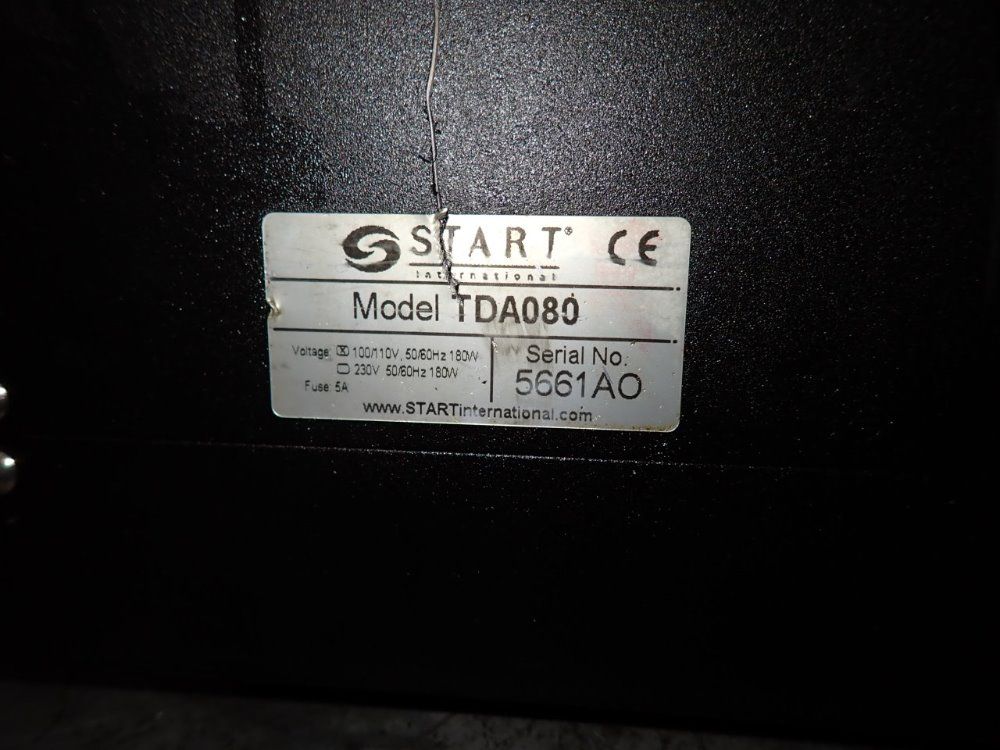 START® CE
International
Model TDA080
Voltage: ☒ 100/110V, 50/60Hz 180W
☐ 230V 50/60Hz 180W
Fuse: 5A
Serial No.
5661AO
www.STARTinternational.com